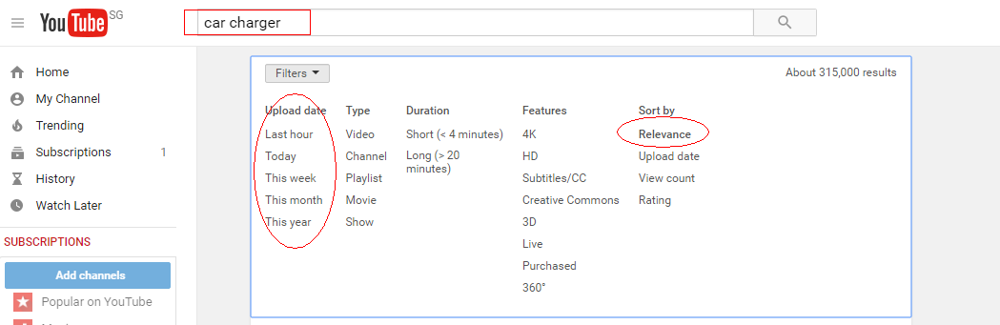 YouTube SG
car charger
Home
My Channel
Trending
Subscriptions 1
History
Watch Later
SUBSCRIPTIONS
Add channels
Popular on YouTube
Filters
About 315,000 results
Upload date
Last hour
Today
This week
This month
This year
Type
Video
Channel
Playlist
Movie
Show
Duration
Short (< 4 minutes)
Long (> 20
minutes)
Features
4K
HD
Subtitles/CC
Creative Commons
3D
Live
Purchased
360°
Sort by
Relevance
Upload date
View count
Rating